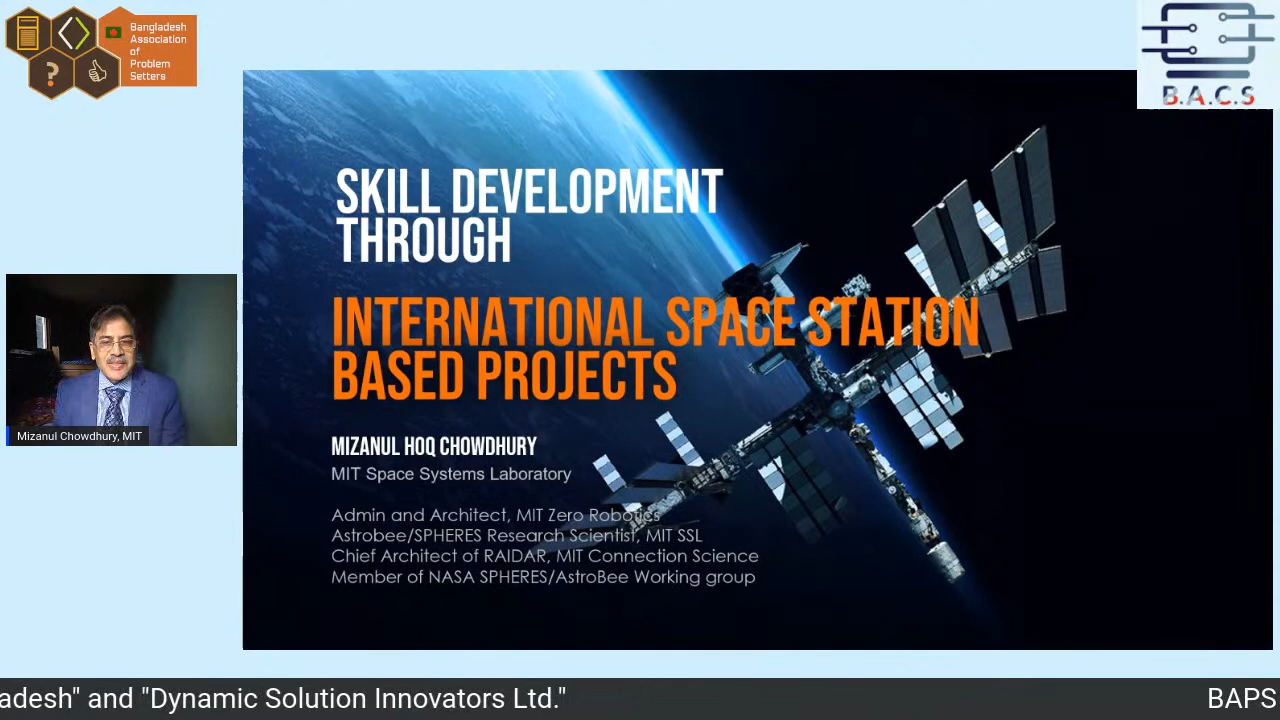 Bangladesh
Association
of
Problem
Setters
B.A.C.S
SKILL DEVELOPMENT
THROUGH
INTERNATIONAL SPACE STATION
BASED PROJECTS
MIZANUL HOQ CHOWDHURY
MIT Space Systems Laboratory
Admin and Architect, MIT Zero Robotics
Astrobee/SPHERES Research Scientist, MIT SSL
Chief Architect of RAIDAR, MIT Connection Science
Member of NASA SPHERES/AstroBee Working group
Mizanul Chowdhury, MIT
adesh" and "Dynamic Solution Innovators Ltd."
BAPS